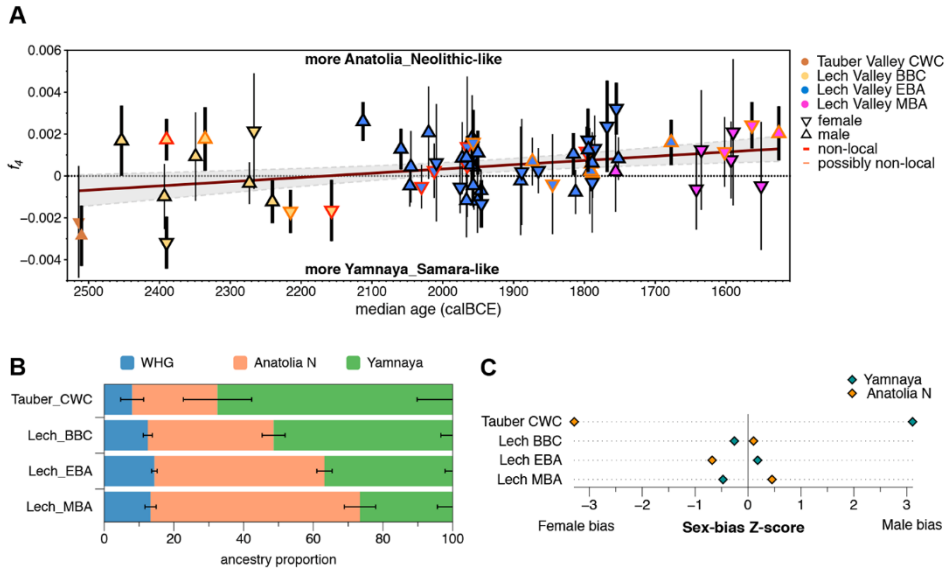 A
0.006
0.004
0.002
0
−0.002
−0.004
f4
more Anatolia_Neolithic-like
more Yamnaya_Samara-like
2500 2400 2300 2200 2100 2000 1900 1800 1700 1600
median age (calBCE)
Tauber Valley CWC
Lech Valley BBC
Lech Valley EBA
Lech Valley MBA
female
male
non-local
possibly non-local
B
WHG Anatolia N Yamnaya
Tauber_CWC
Lech_BBC
Lech_EBA
Lech_MBA
0 20 40 60 80 100
ancestry proportion
C
Yamnaya
Anatolia N
Tauber CWC
Lech BBC
Lech EBA
Lech MBA
−3 −2 −1 0 1 2 3
Female bias Sex-bias Z-score Male bias